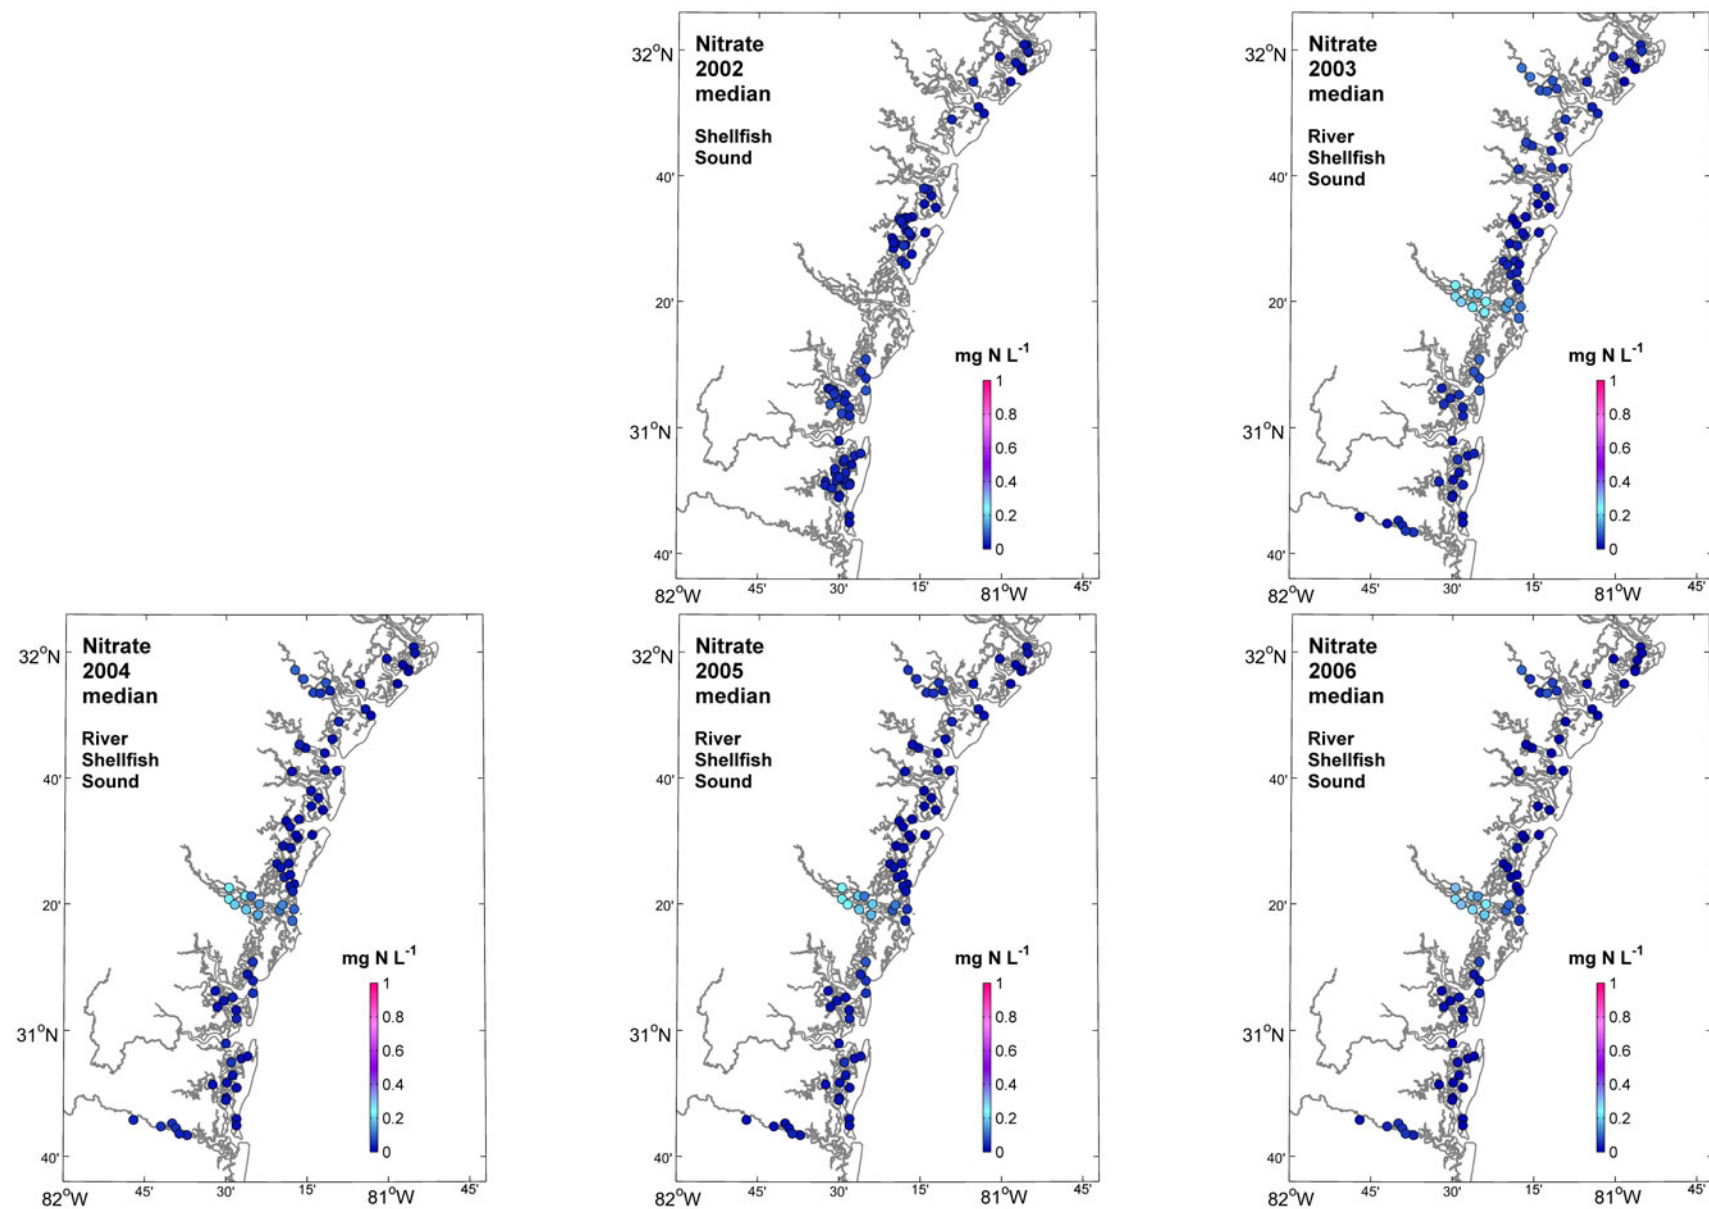 Nitrate
2002
median
Shellfish
Sound
32°N
40'
20'
31°N
40'
mg N L⁻¹
1
0.8
0.6
0.4
0.2
0
82°W
45'
30'
15'
81°W
45'
Nitrate
2003
median
River
Shellfish
Sound
32°N
40'
20'
31°N
40'
mg N L⁻¹
1
0.8
0.6
0.4
0.2
0
82°W
45'
30'
15'
81°W
45'
Nitrate
2004
median
River
Shellfish
Sound
32°N
40'
20'
31°N
40'
mg N L⁻¹
1
0.8
0.6
0.4
0.2
0
82°W
45'
30'
15'
81°W
45'
Nitrate
2005
median
River
Shellfish
Sound
32°N
40'
20'
31°N
40'
mg N L⁻¹
1
0.8
0.6
0.4
0.2
0
82°W
45'
30'
15'
81°W
45'
Nitrate
2006
median
River
Shellfish
Sound
32°N
40'
20'
31°N
40'
mg N L⁻¹
1
0.8
0.6
0.4
0.2
0
82°W
45'
30'
15'
81°W
45'